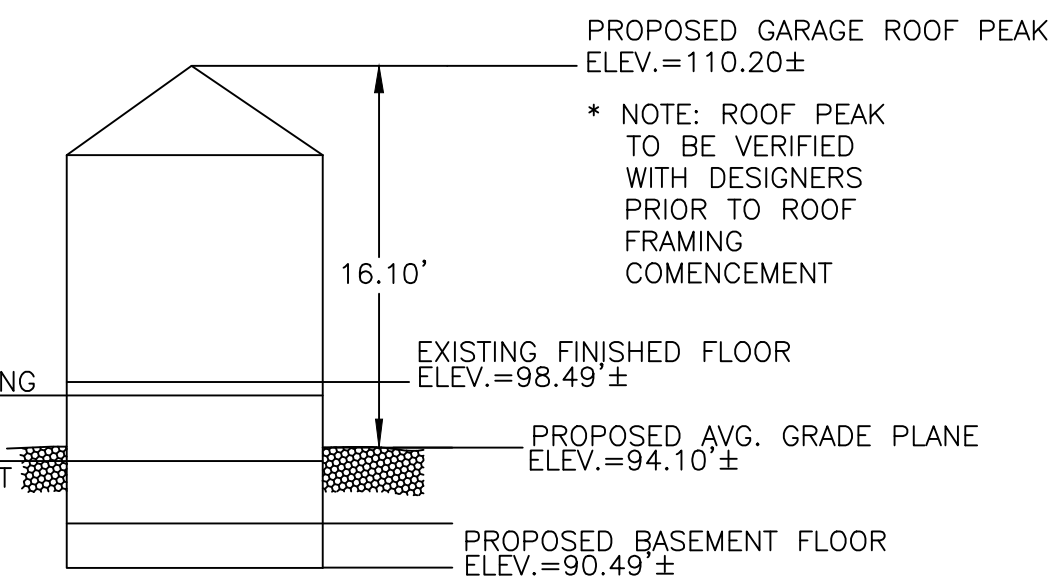 PROPOSED GARAGE ROOF PEAK
ELEV.=110.20±
* NOTE: ROOF PEAK
TO BE VERIFIED
WITH DESIGNERS
PRIOR TO ROOF
FRAMING
COMENCEMENT
16.10'
EXISTING FINISHED FLOOR
ELEV.=98.49'±
NG
PROPOSED AVG. GRADE PLANE
ELEV.=94.10'±
T
PROPOSED BASEMENT FLOOR
ELEV.=90.49'±